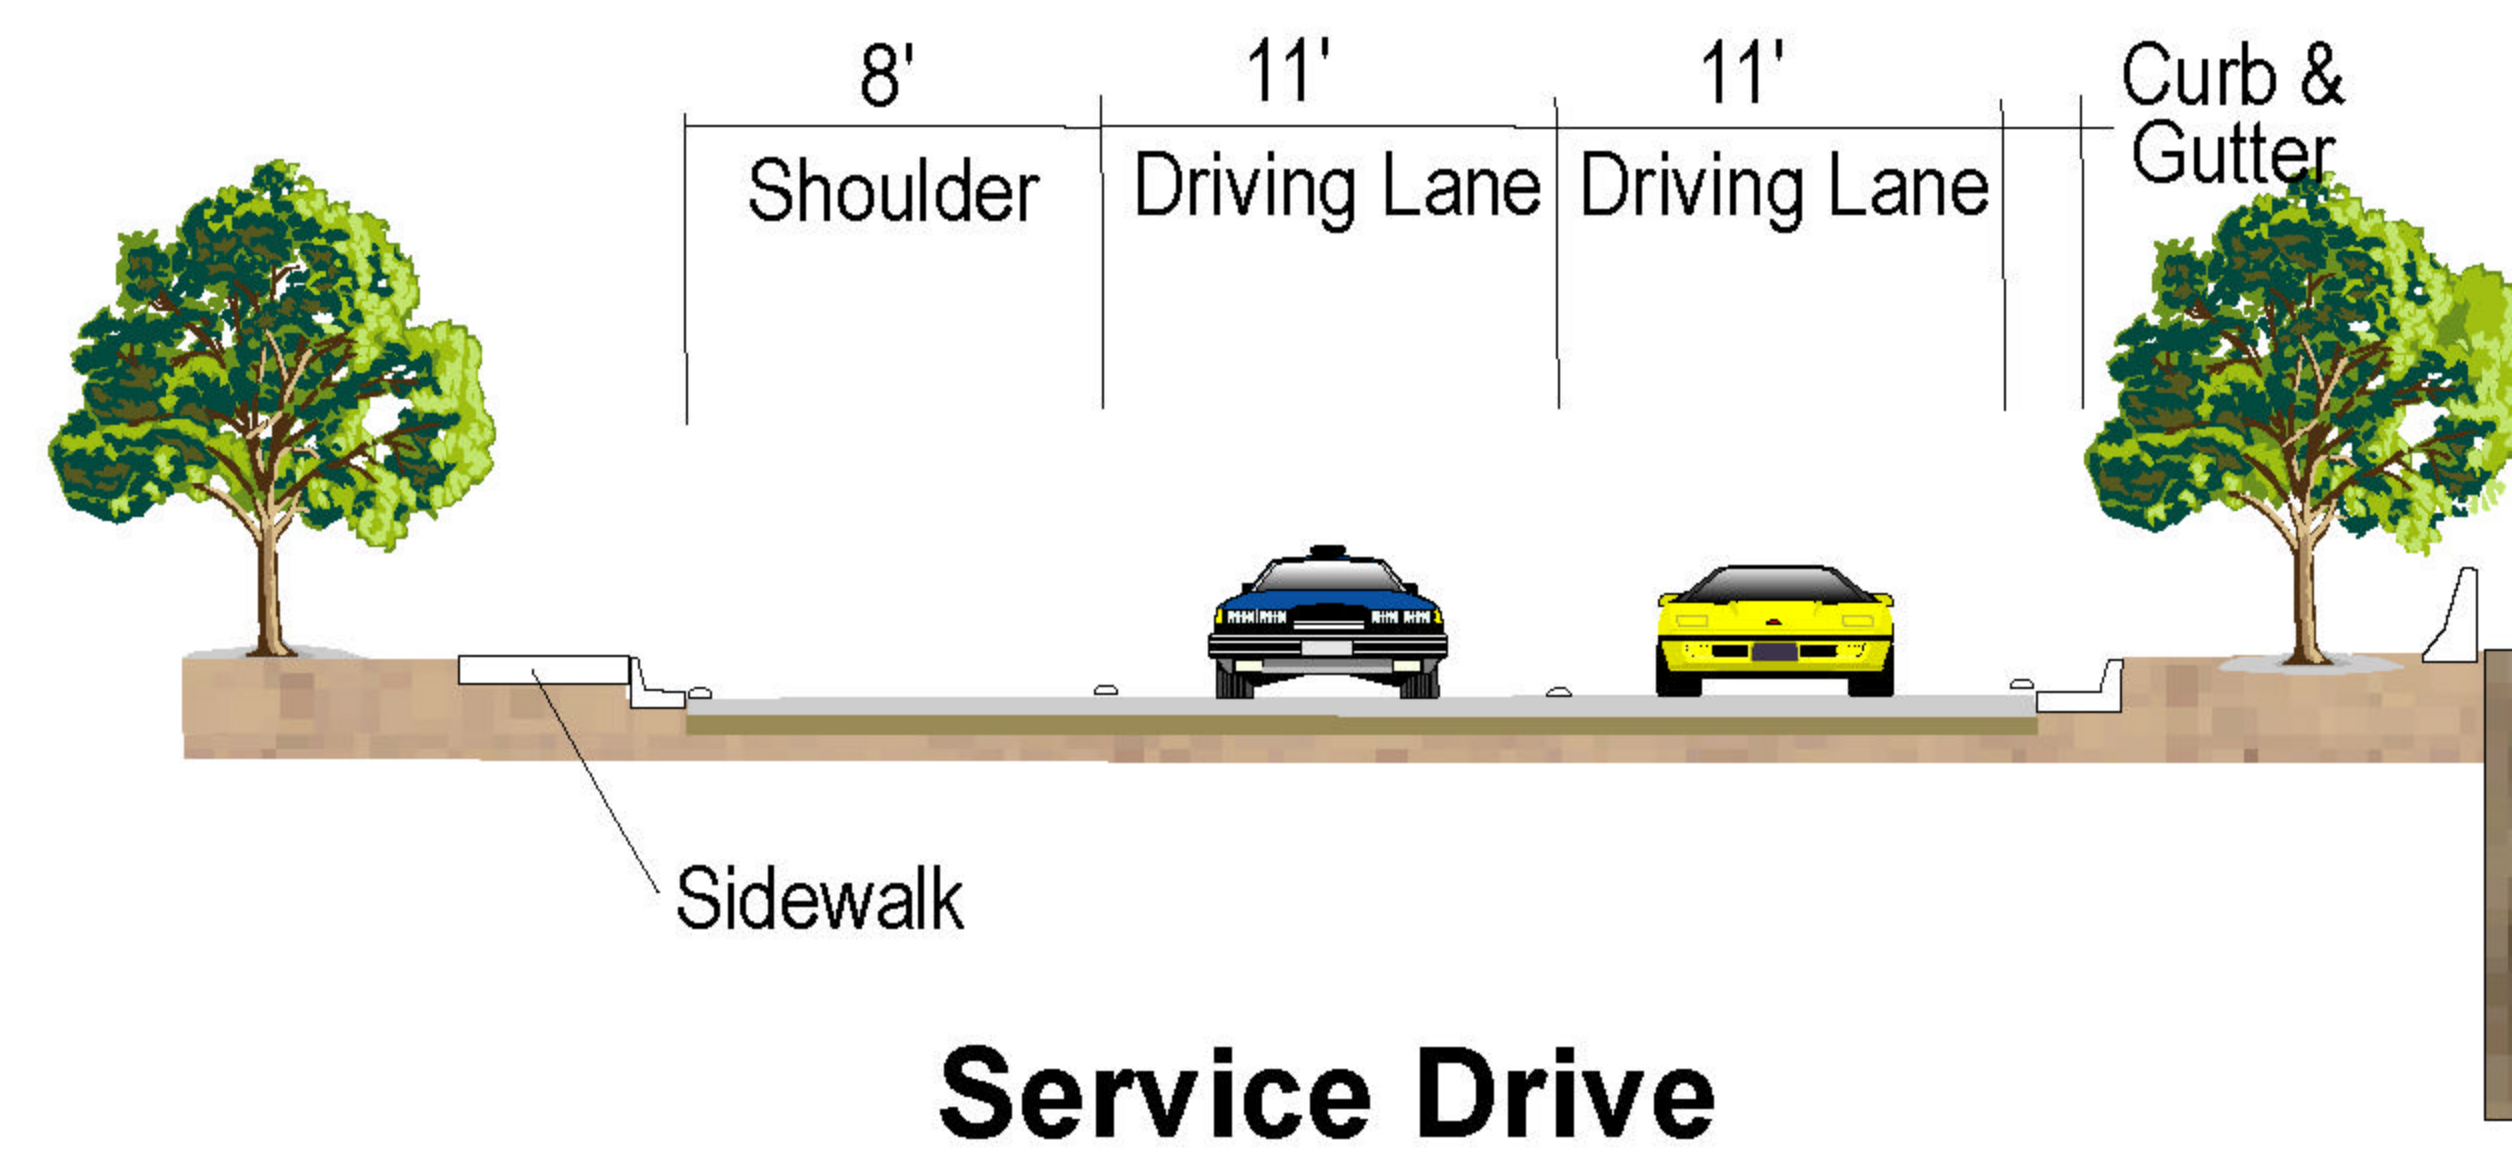 8' 11' 11' Curb &
Gutter
Shoulder Driving Lane Driving Lane
Sidewalk
Service Drive